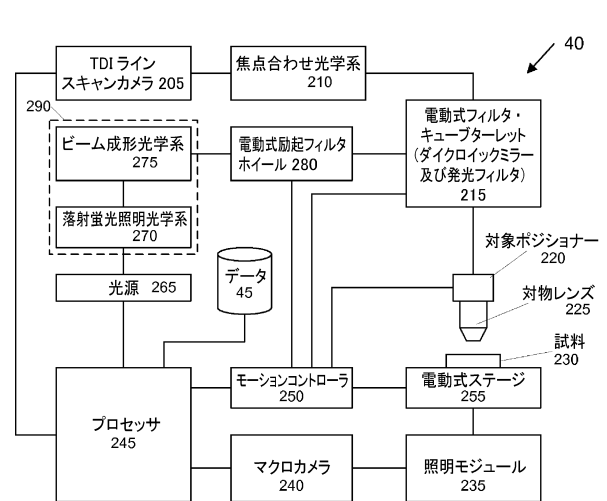 40
TDI ライン
スキャンカメラ 205
焦点合わせ光学系
210
電動式フィルタ・
キューブターレット
(ダイクロイックミラー
及び発光フィルタ)
215
290
ビーム成形光学系
275
電動式励起フィルタ
ホイール 280
落射蛍光照明光学系
270
対象ポジショナー
220
光源 265
データ
45
対物レンズ
225
試料
230
プロセッサ
245
モーションコントローラ
250
電動式ステージ
255
マクロカメラ
240
照明モジュール
235